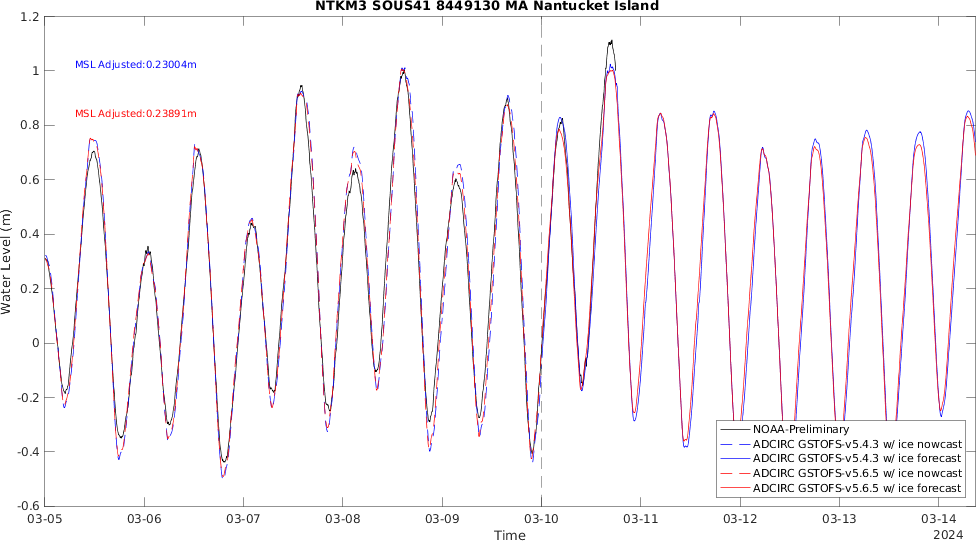 NTKM3 SOUS41 8449130 MA Nantucket Island
1.2
1
0.8
0.6
0.4
0.2
0
-0.2
-0.4
-0.6
Water Level (m)
MSL Adjusted:0.23004m
MSL Adjusted:0.23891m
NOAA-Preliminary
ADCIRC GSTOFS-v5.4.3 w/ ice nowcast
ADCIRC GSTOFS-v5.4.3 w/ ice forecast
ADCIRC GSTOFS-v5.6.5 w/ ice nowcast
ADCIRC GSTOFS-v5.6.5 w/ ice forecast
03-05 03-06 03-07 03-08 03-09 03-10 03-11 03-12 03-13 03-14
Time
2024